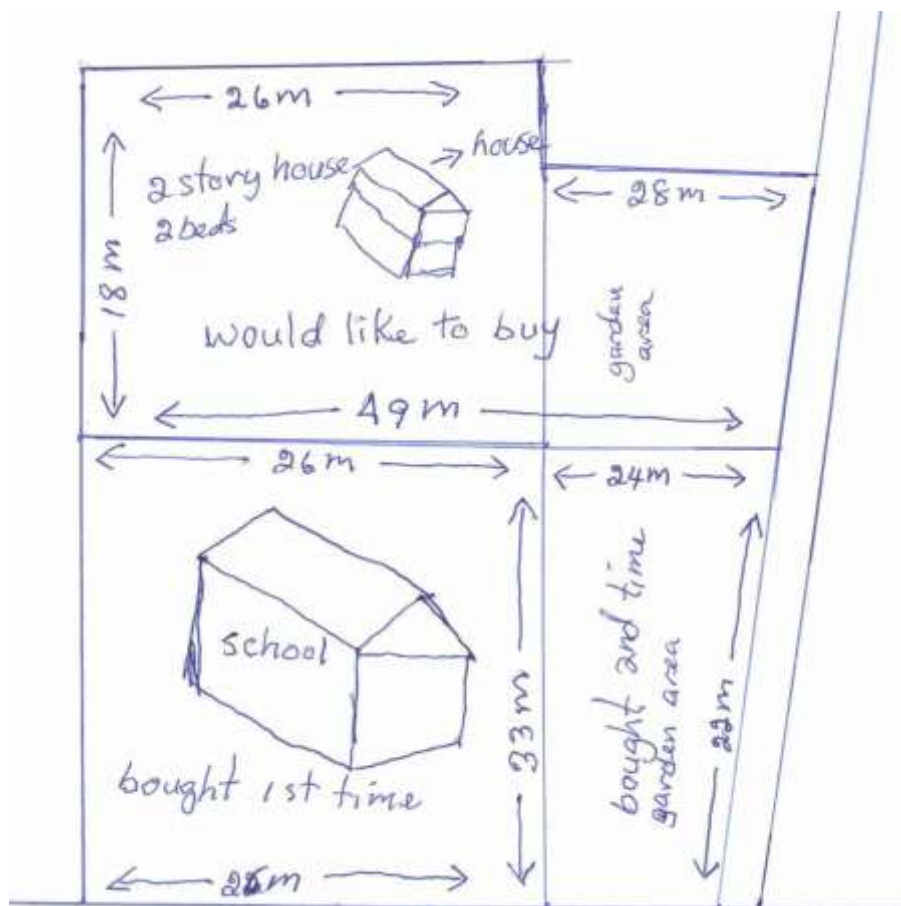 26m
house
2 story house
2 beds
28m
18m
garden
area
would like to buy
49m
26m
24m
school
33m
bought 2nd time
garden area
22m
bought 1st time